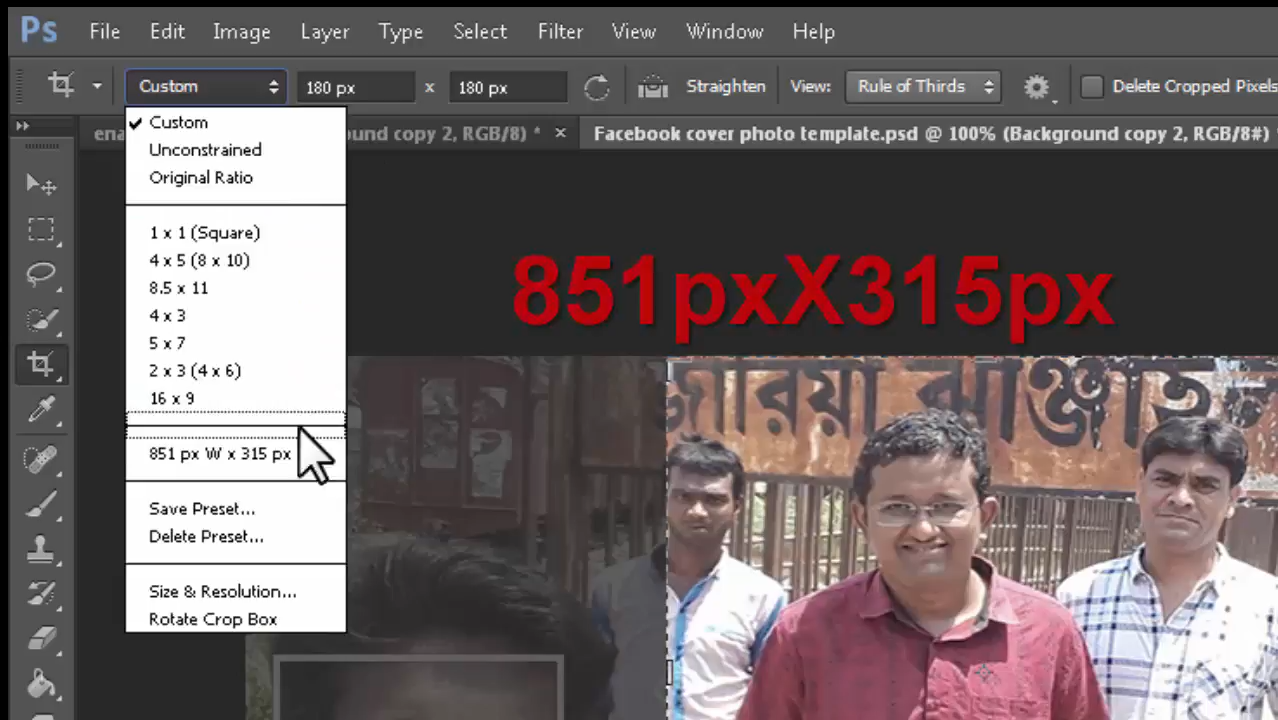 Ps File Edit Image Layer Type Select Filter View Window Help
Custom 180 px x 180 px Straighten View: Rule of Thirds Delete Cropped Pixels
ena ound copy 2, RGB/8) * × Facebook cover photo template.psd @ 100% (Background copy 2, RGB/8#)
Custom
Unconstrained
Original Ratio
1 x 1 (Square)
4 x 5 (8 x 10)
8.5 x 11
4 x 3
5 x 7
2 x 3 (4 x 6)
16 x 9
851 px W x 315 px
Save Preset...
Delete Preset...
Size & Resolution...
Rotate Crop Box
851pxX315px